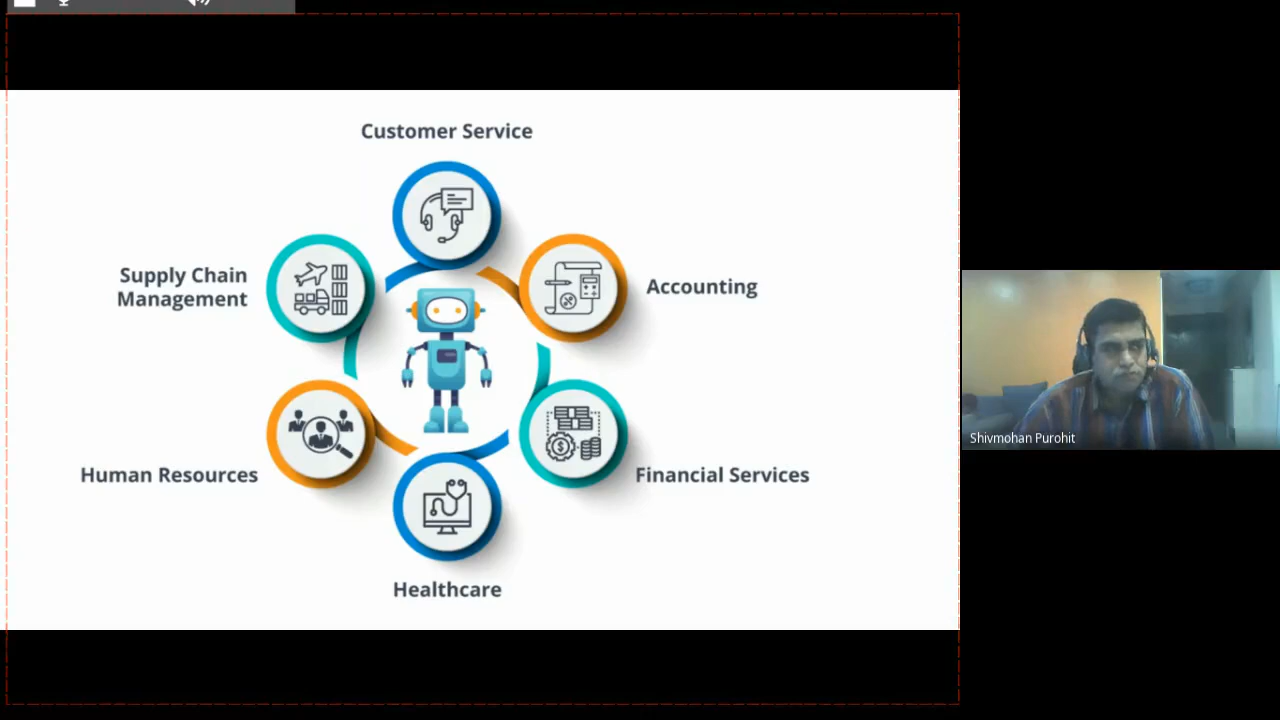 Customer Service
Supply Chain
Management
Accounting
Human Resources
Financial Services
Healthcare
Shivmohan Purohit